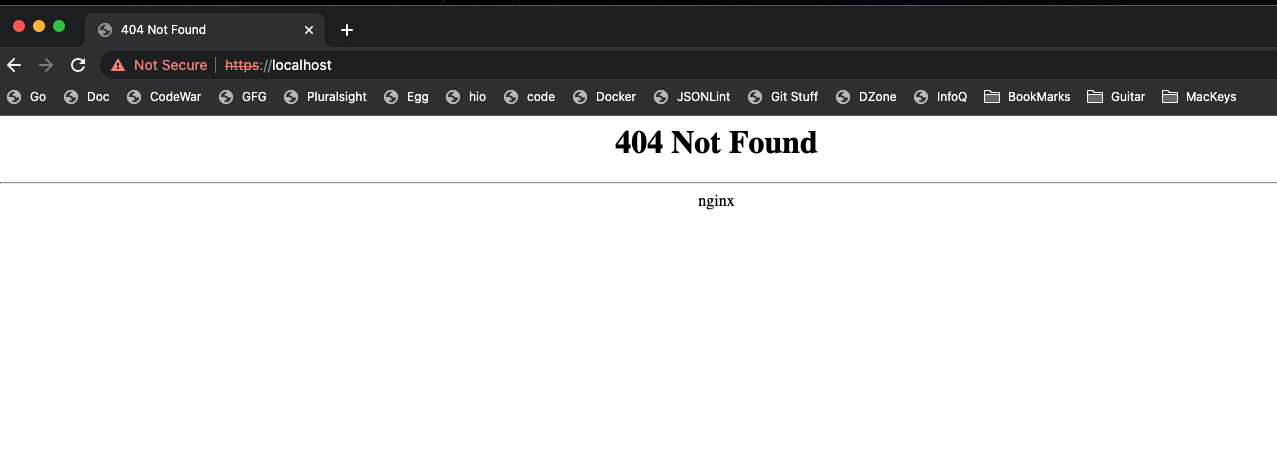 404 Not Found
Not Secure https://localhost
Go Doc CodeWar GFG Pluralsight Egg hio code Docker JSONLint Git Stuff DZone InfoQ BookMarks Guitar MacKeys
404 Not Found
nginx